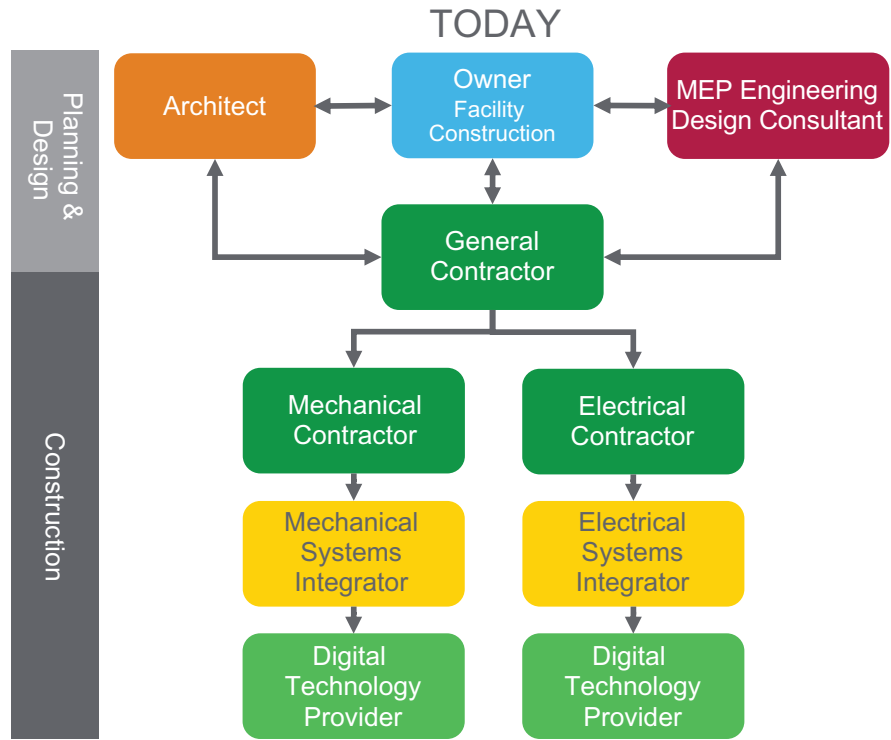 TODAY
Planning &
Design
Architect
Owner
Facility
Construction
MEP Engineering
Design Consultant
General
Contractor
Construction
Mechanical
Contractor
Electrical
Contractor
Mechanical
Systems
Integrator
Electrical
Systems
Integrator
Digital
Technology
Provider
Digital
Technology
Provider